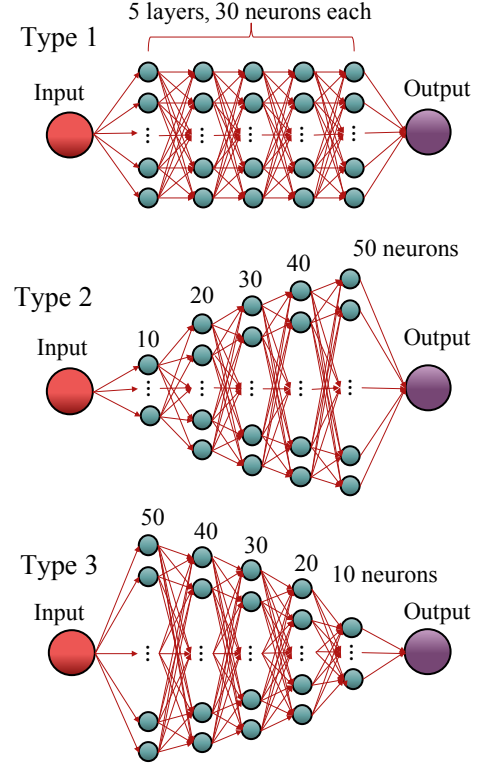 5 layers, 30 neurons each
Type 1
Input
Output
50 neurons
40
30
20
10
Type 2
Input
Output
50
40
30
20
10 neurons
Type 3
Input
Output